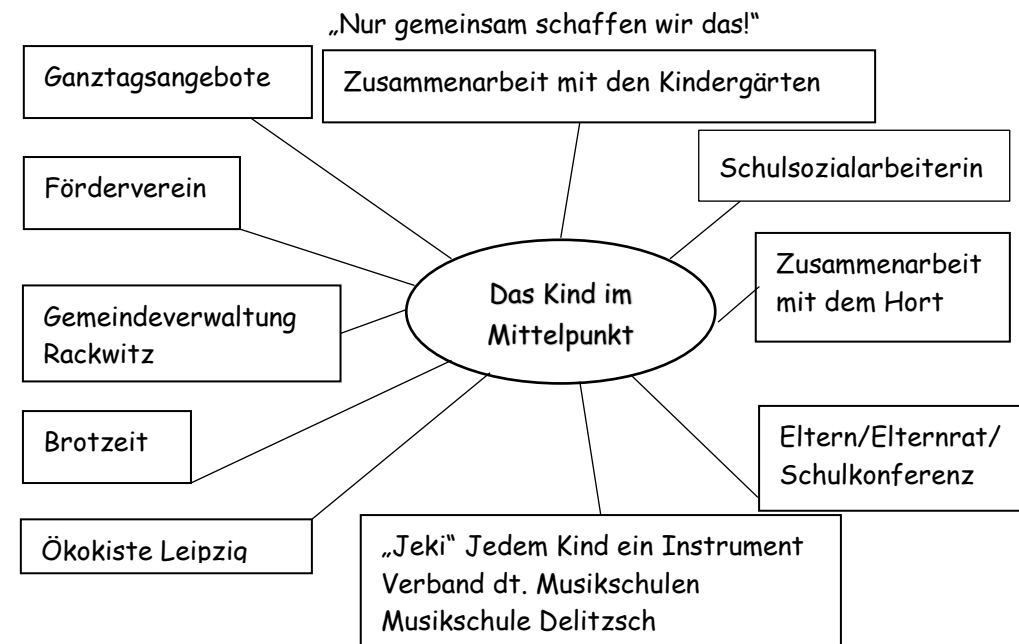 „Nur gemeinsam schaffen wir das!“
Ganztagsangebote
Zusammenarbeit mit den Kindergärten
Schulsozialarbeiterin
Förderverein
Zusammenarbeit
mit dem Hort
Das Kind im
Mittelpunkt
Gemeindeverwaltung
Rackwitz
Brotzeit
Eltern/Elternrat/
Schulkonferenz
Ökokiste Leipzig
„Jeki“ Jedem Kind ein Instrument
Verband dt. Musikschulen
Musikschule Delitzsch